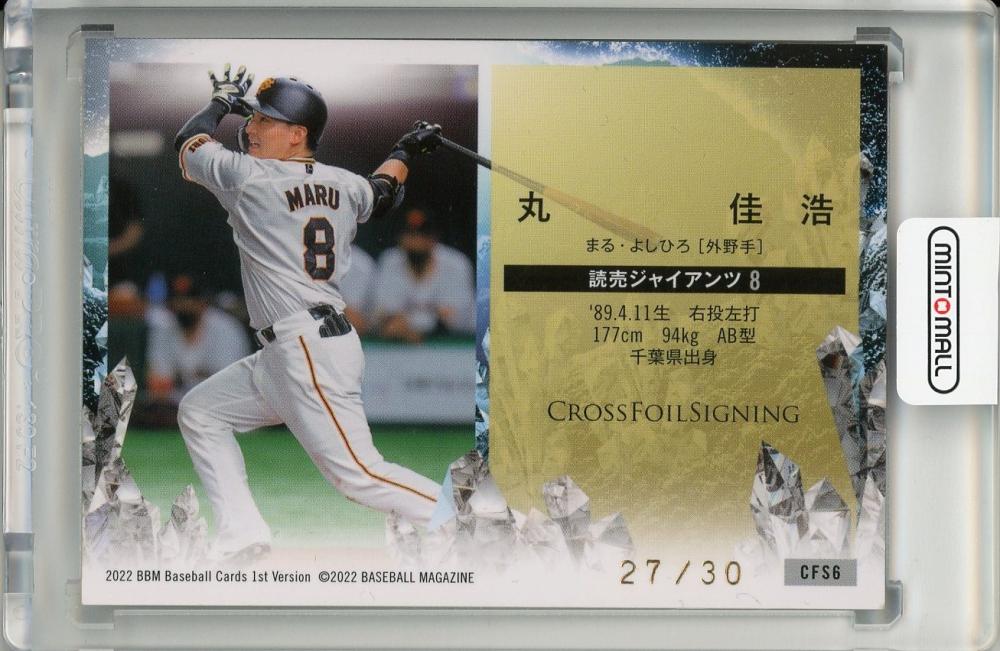 MARU
8
丸 佳 浩
まる・よしひろ [外野手]
読売ジャイアンツ 8
'89.4.11生 右投左打
177cm 94kg AB型
千葉県出身
CROSSFOILSIGNING
27/30
CFS6
2022 BBM Baseball Cards 1st Version ©2022 BASEBALL MAGAZINE
MINTOMALL